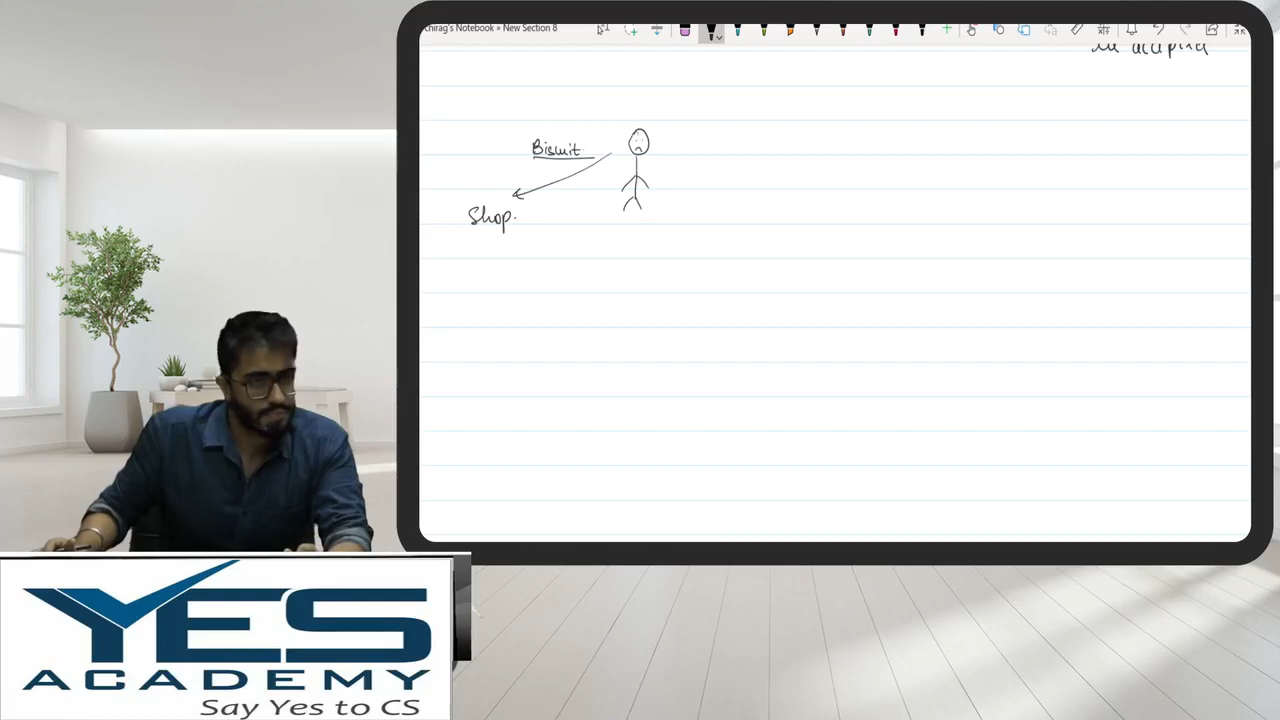 chirag's Notebook » New Section 8
Biscuit
Shop.
YES
ACADEMY
Say Yes to CS